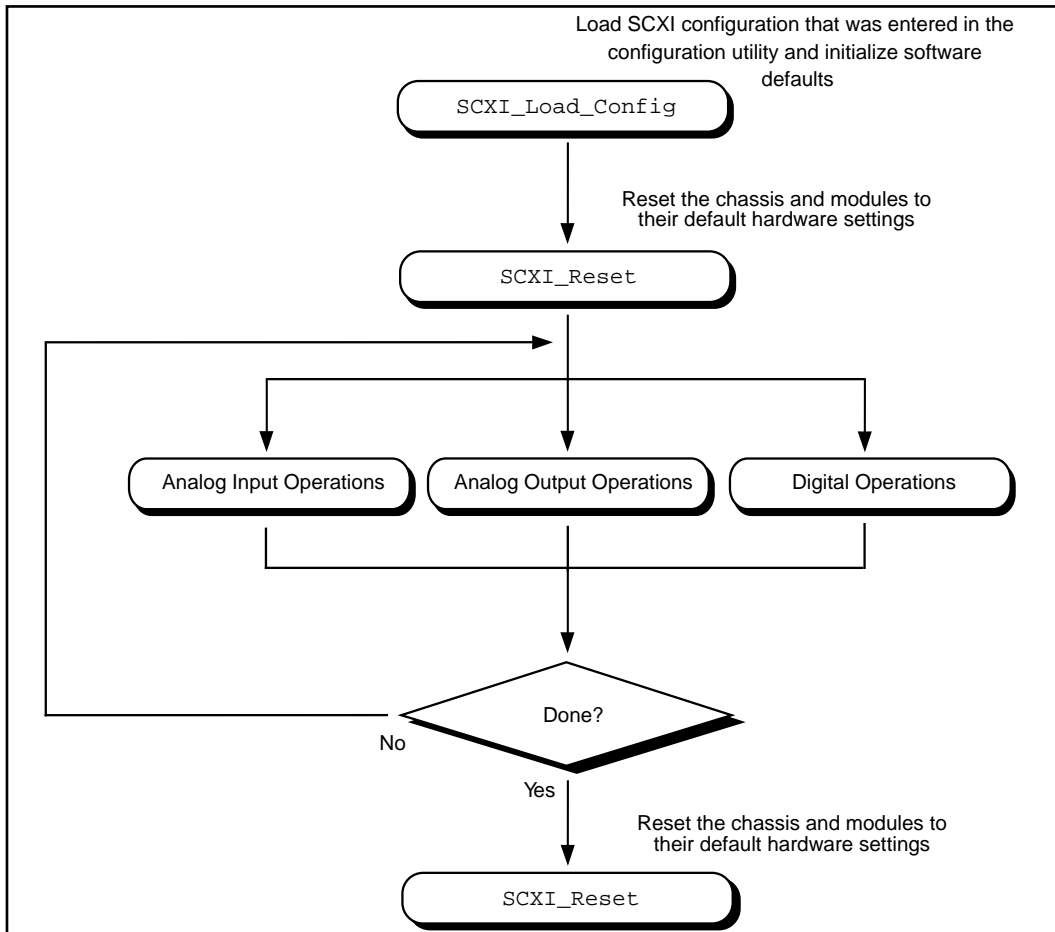 Load SCXI configuration that was entered in the
configuration utility and initialize software
defaults
SCXI_Load_Config
Reset the chassis and modules to
their default hardware settings
SCXI_Reset
Analog Input Operations
Analog Output Operations
Digital Operations
Done?
No
Yes
Reset the chassis and modules to
their default hardware settings
SCXI_Reset